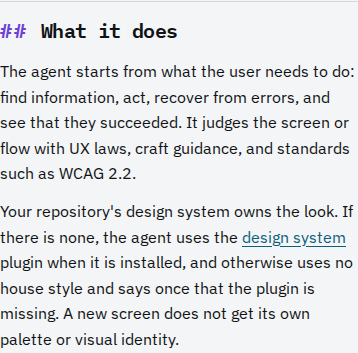 ## What it does
The agent starts from what the user needs to do:
find information, act, recover from errors, and
see that they succeeded. It judges the screen or
flow with UX laws, craft guidance, and standards
such as WCAG 2.2.
Your repository's design system owns the look. If
there is none, the agent uses the design system
plugin when it is installed, and otherwise uses no
house style and says once that the plugin is
missing. A new screen does not get its own
palette or visual identity.